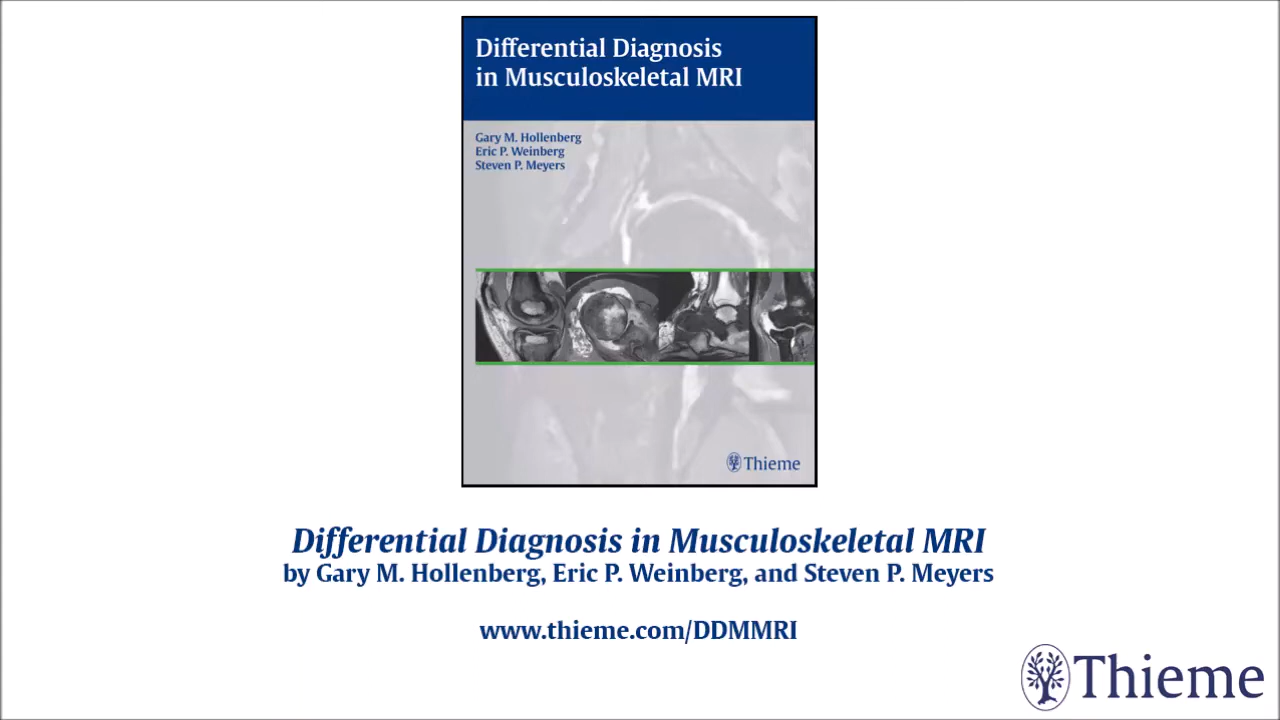 Differential Diagnosis
in Musculoskeletal MRI
Gary M. Hollenberg
Eric P. Weinberg
Steven P. Meyers
Thieme
Differential Diagnosis in Musculoskeletal MRI
by Gary M. Hollenberg, Eric P. Weinberg, and Steven P. Meyers
www.thieme.com/DDMMRI
Thieme